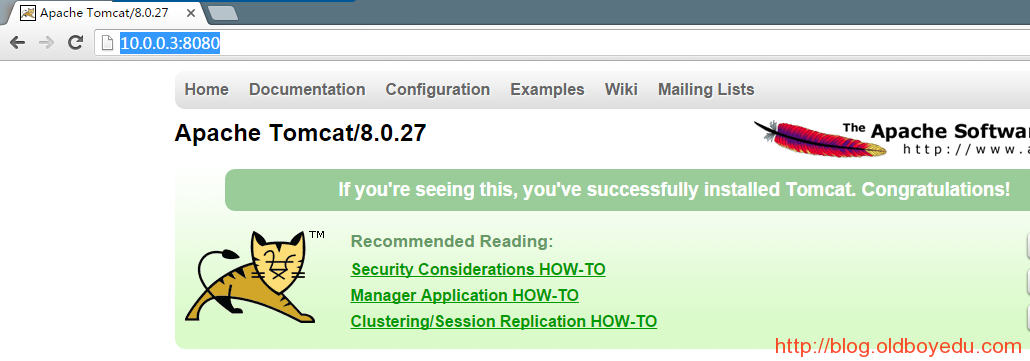 Apache Tomcat/8.0.27
10.0.0.3:8080
Home Documentation Configuration Examples Wiki Mailing Lists
Apache Tomcat/8.0.27
The Apache Softwar
http://www.a
If you're seeing this, you've successfully installed Tomcat. Congratulations!
TM
Recommended Reading:
Security Considerations HOW-TO
Manager Application HOW-TO
Clustering/Session Replication HOW-TO
http://blog.oldboyedu.com